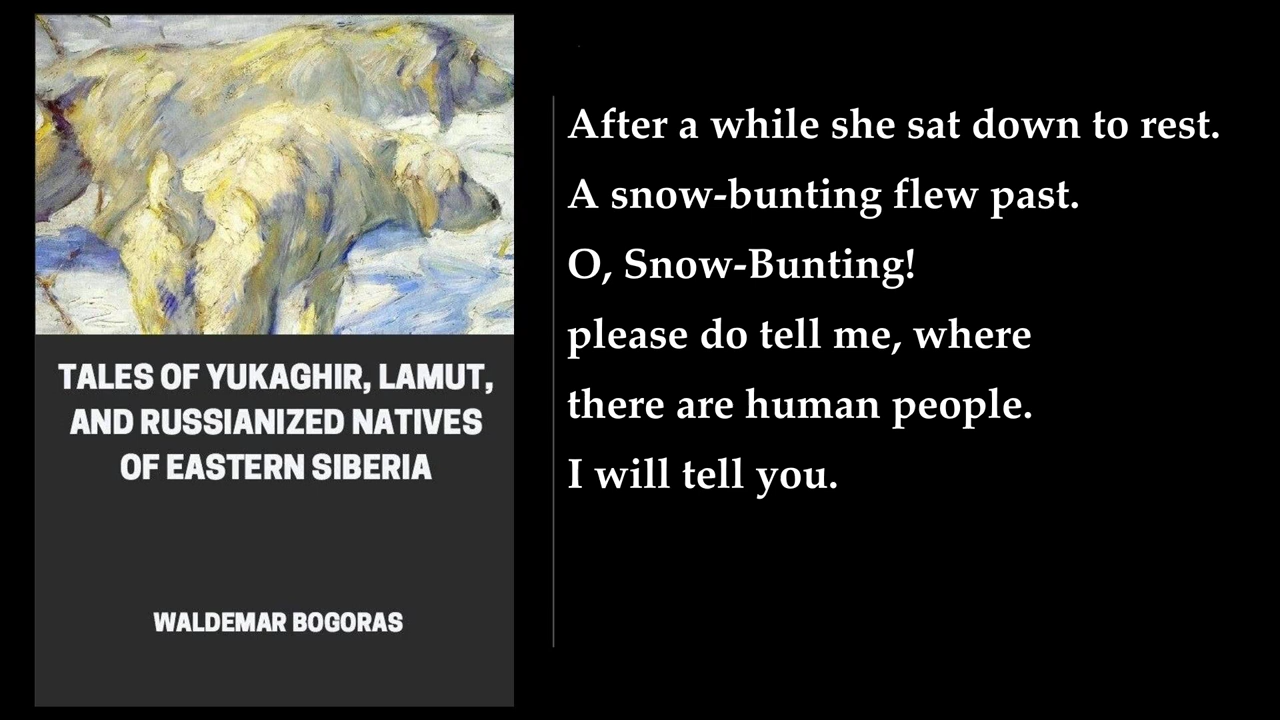 TALES OF YUKAGHIR, LAMUT,
AND RUSSIANIZED NATIVES
OF EASTERN SIBERIA
WALDEMAR BOGORAS
After a while she sat down to rest.
A snow-bunting flew past.
O, Snow-Bunting!
please do tell me, where
there are human people.
I will tell you.